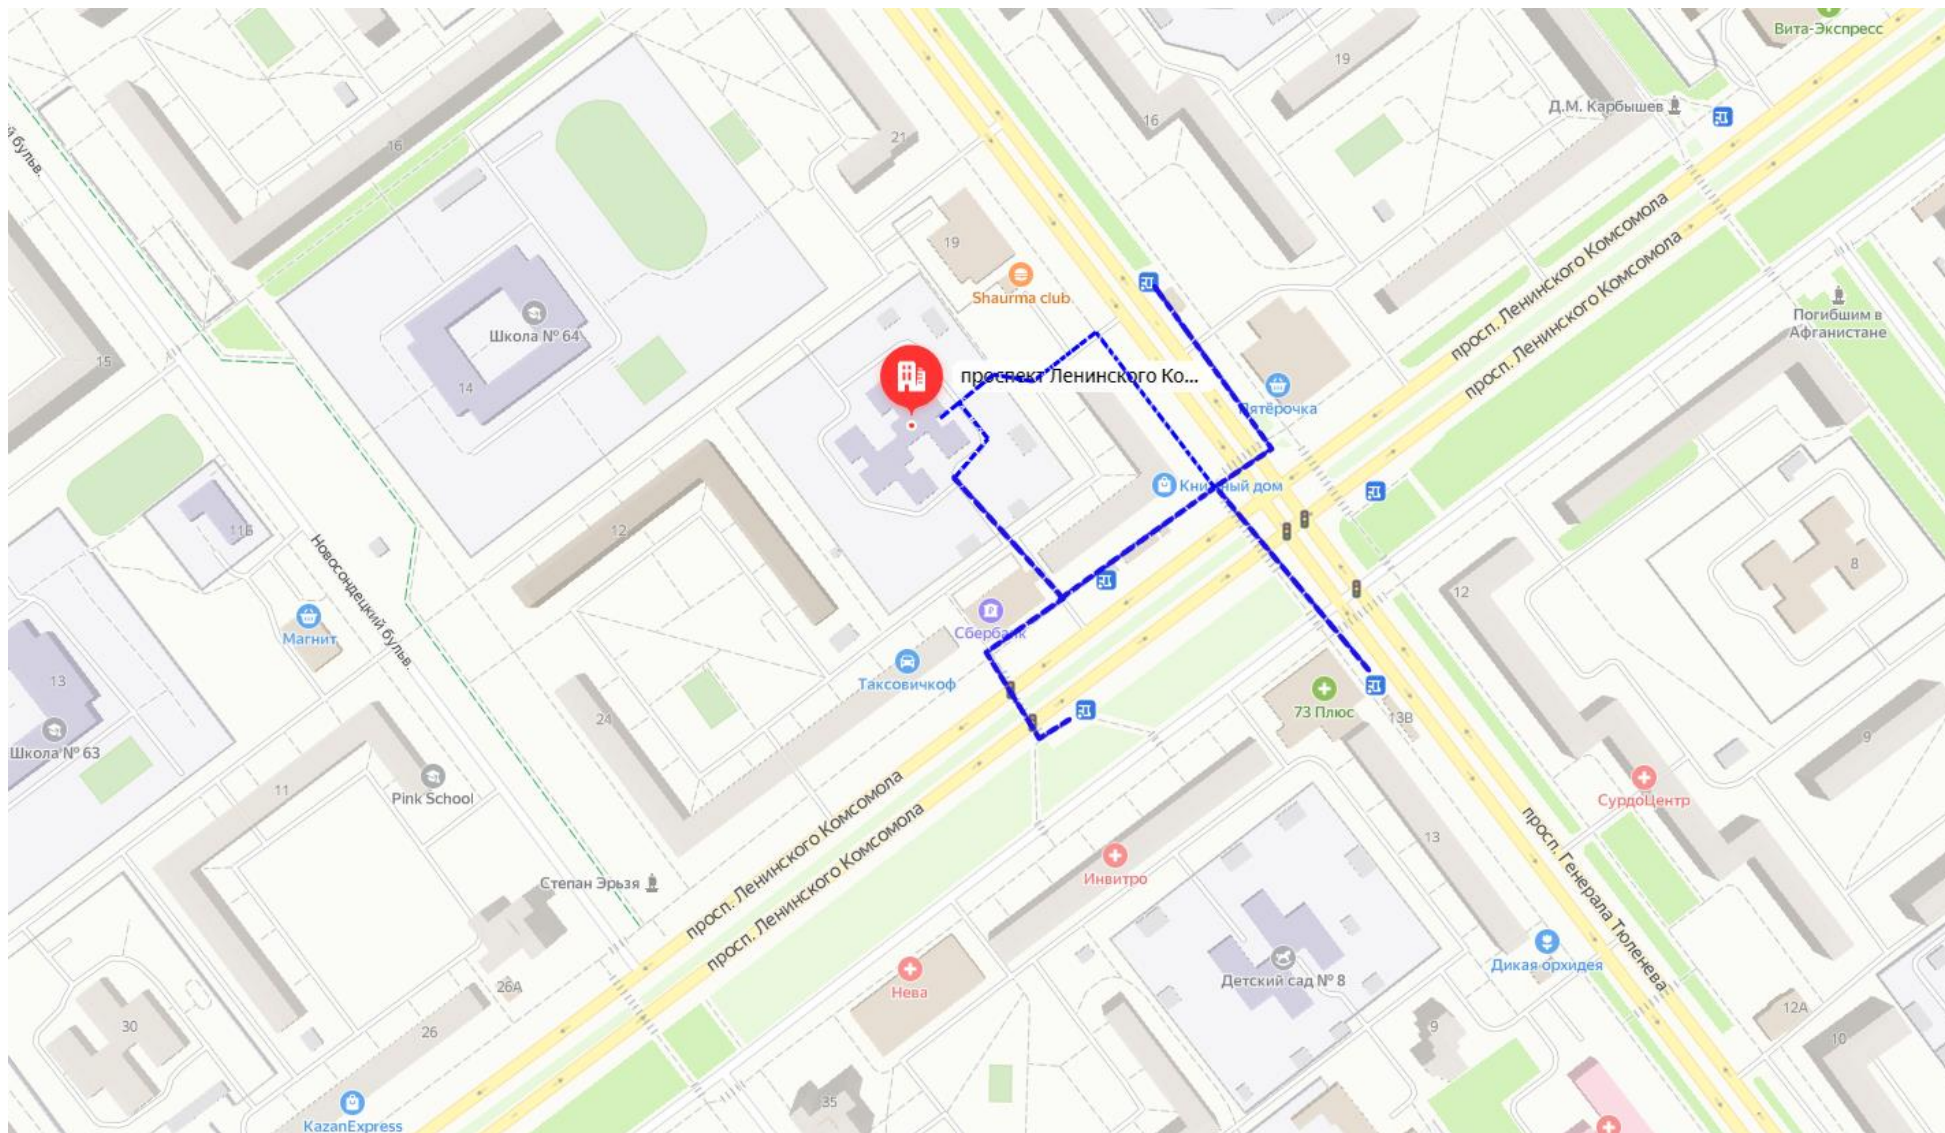 Вита-Экспресс
19
Д.М. Карбышев
16
16
21
й бульв.
просп. Ленинского Комсомола
просп. Ленинского Комсомола
19
Shaurma club
Погибшим в
Афганистане
Школа № 64
15
14
проспект Ленинского Ко...
Пятёрочка
Книжный дом
11Б
12
8
12
Новосондецкий бульв.
Магнит
Сбербанк
Таксовичкоф
13
24
73 Плюс
13В
Школа № 63
9
11
Pink School
СурдоЦентр
просп. Ленинского Комсомола
просп. Ленинского Комсомола
13
Инвитро
Степан Эрьзя
просп. Генерала Тюленева
Дикая орхидея
Детский сад № 8
Нева
26А
30
26
9
12А
10
35
KazanExpress